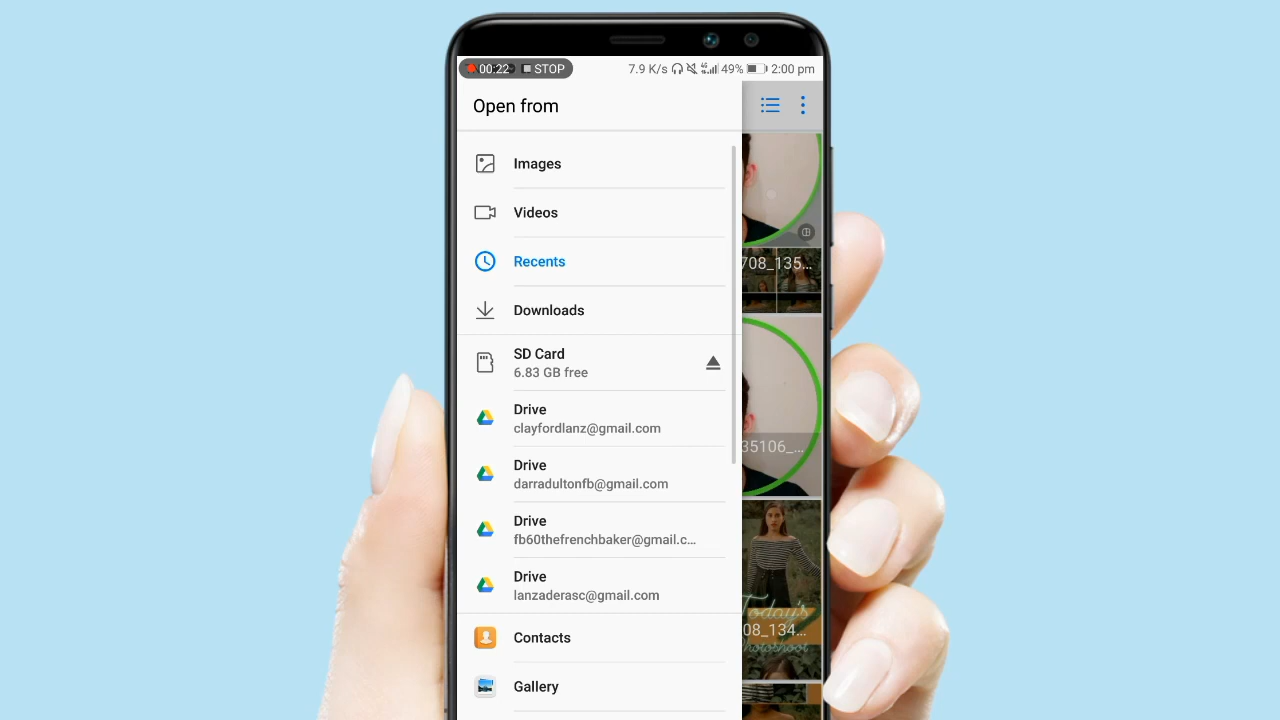 00:22 STOP 7.9 K/s 49% 2:00 pm
Open from
Images
Videos
Recents
Downloads
SD Card
6.83 GB free
Drive
clayfordlanz@gmail.com
Drive
darradultonfb@gmail.com
Drive
fb60thefrenchbaker@gmail.c...
Drive
lanzaderasc@gmail.com
Contacts
Gallery
708_135...
35106_...
Today's
08_134...
Photoshoot